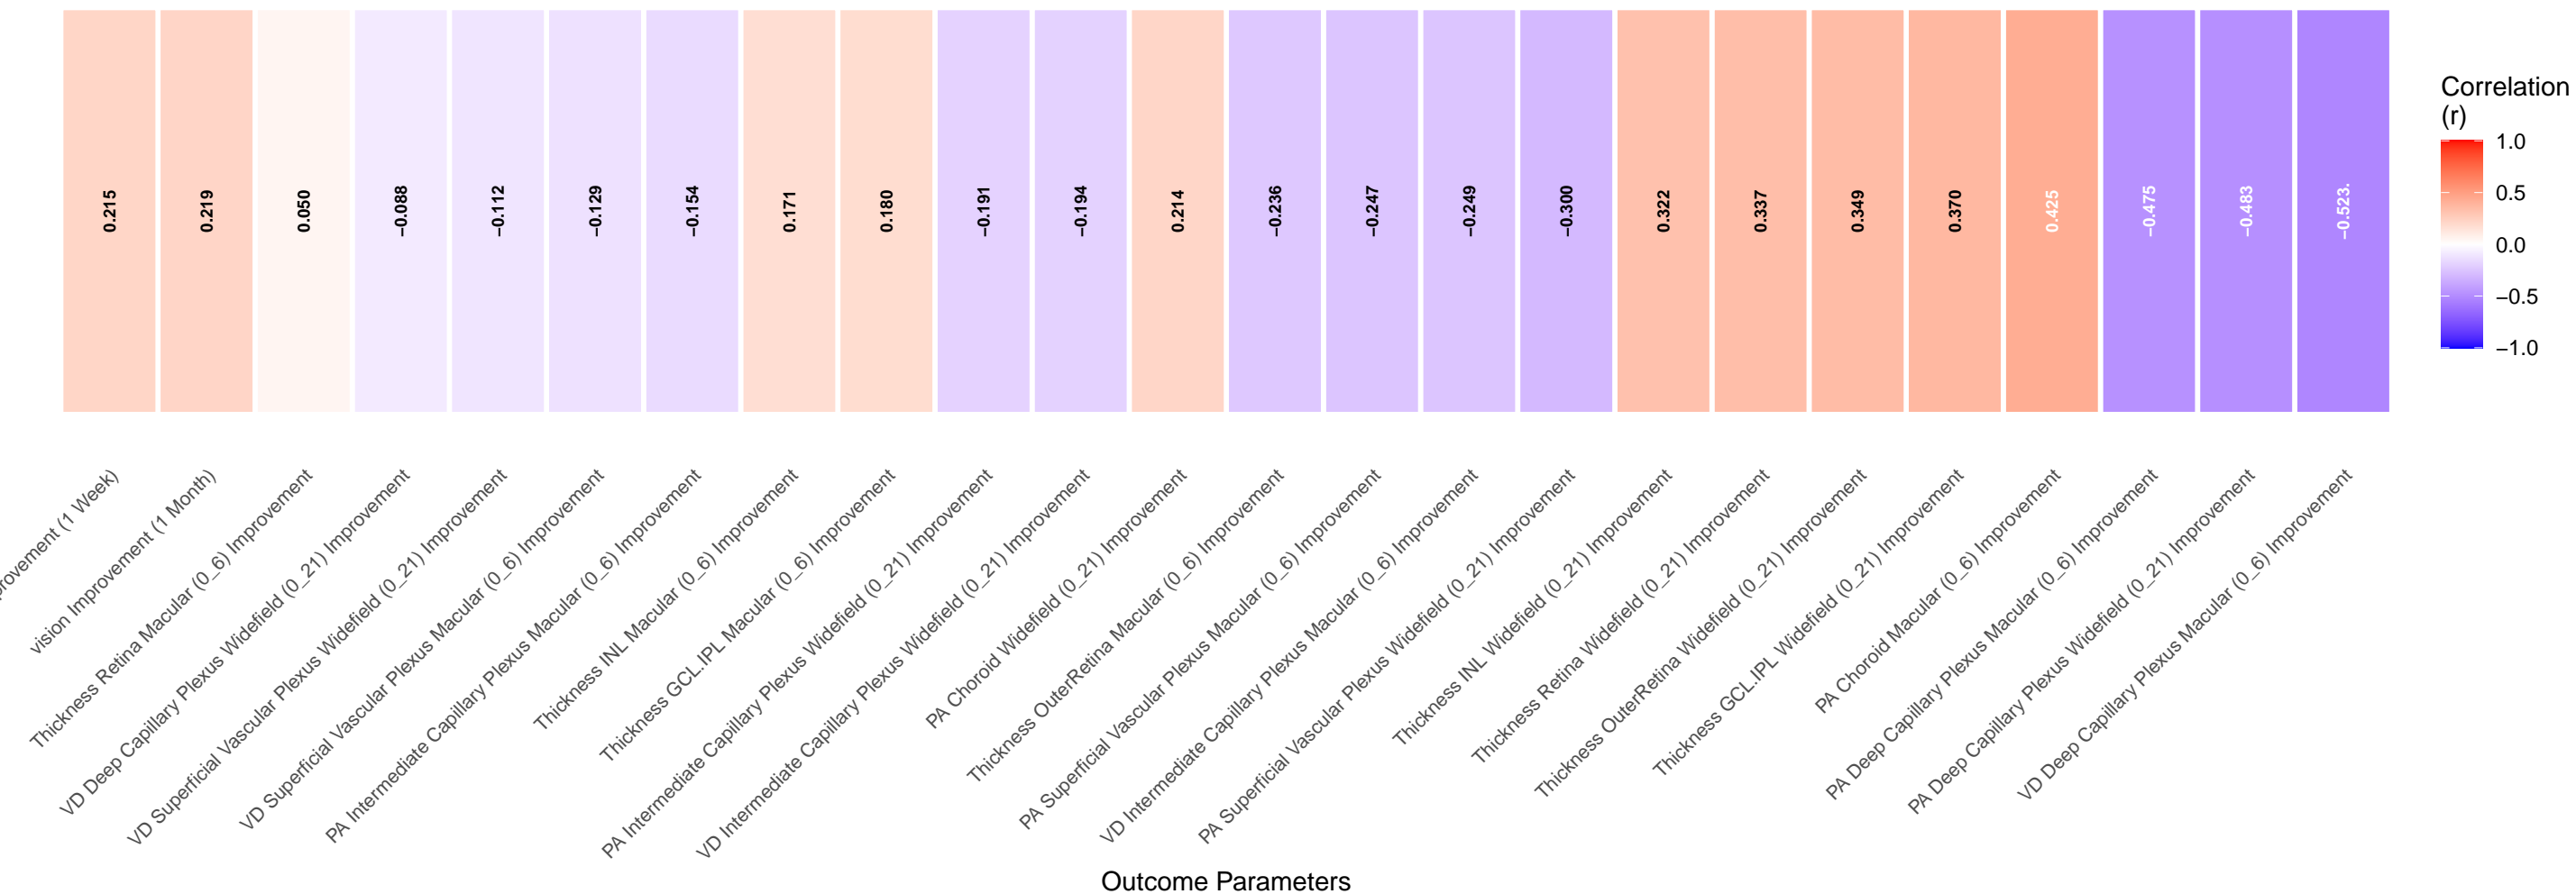 0.215
0.219
0.050
−0.088
−0.112
−0.129
−0.154
0.171
0.180
−0.191
−0.194
0.214
−0.236
−0.247
−0.249
−0.300
0.322
0.337
0.349
0.370
0.425
−0.475
−0.483
−0.523.
Correlation
(r)
1.0
0.5
0.0
−0.5
−1.0
provement (1 Week)
vision Improvement (1 Month)
Thickness Retina Macular (0_6) Improvement
VD Deep Capillary Plexus Widefield (0_21) Improvement
VD Superficial Vascular Plexus Widefield (0_21) Improvement
VD Superficial Vascular Plexus Macular (0_6) Improvement
PA Intermediate Capillary Plexus Macular (0_6) Improvement
Thickness INL Macular (0_6) Improvement
Thickness GCL.IPL Macular (0_6) Improvement
PA Intermediate Capillary Plexus Widefield (0_21) Improvement
VD Intermediate Capillary Plexus Widefield (0_21) Improvement
PA Choroid Widefield (0_21) Improvement
Thickness OuterRetina Macular (0_6) Improvement
PA Superficial Vascular Plexus Macular (0_6) Improvement
VD Intermediate Capillary Plexus Macular (0_6) Improvement
PA Superficial Vascular Plexus Widefield (0_21) Improvement
Thickness INL Widefield (0_21) Improvement
Thickness Retina Widefield (0_21) Improvement
Thickness OuterRetina Widefield (0_21) Improvement
Thickness GCL.IPL Widefield (0_21) Improvement
PA Choroid Macular (0_6) Improvement
PA Deep Capillary Plexus Macular (0_6) Improvement
PA Deep Capillary Plexus Widefield (0_21) Improvement
VD Deep Capillary Plexus Macular (0_6) Improvement
Outcome Parameters